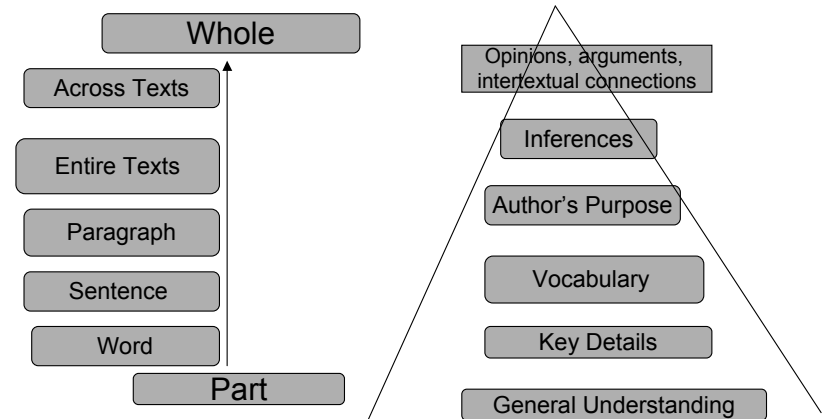 Whole
Across Texts
Entire Texts
Paragraph
Sentence
Word
Part
Opinions, arguments,
intertextual connections
Inferences
Author's Purpose
Vocabulary
Key Details
General Understanding